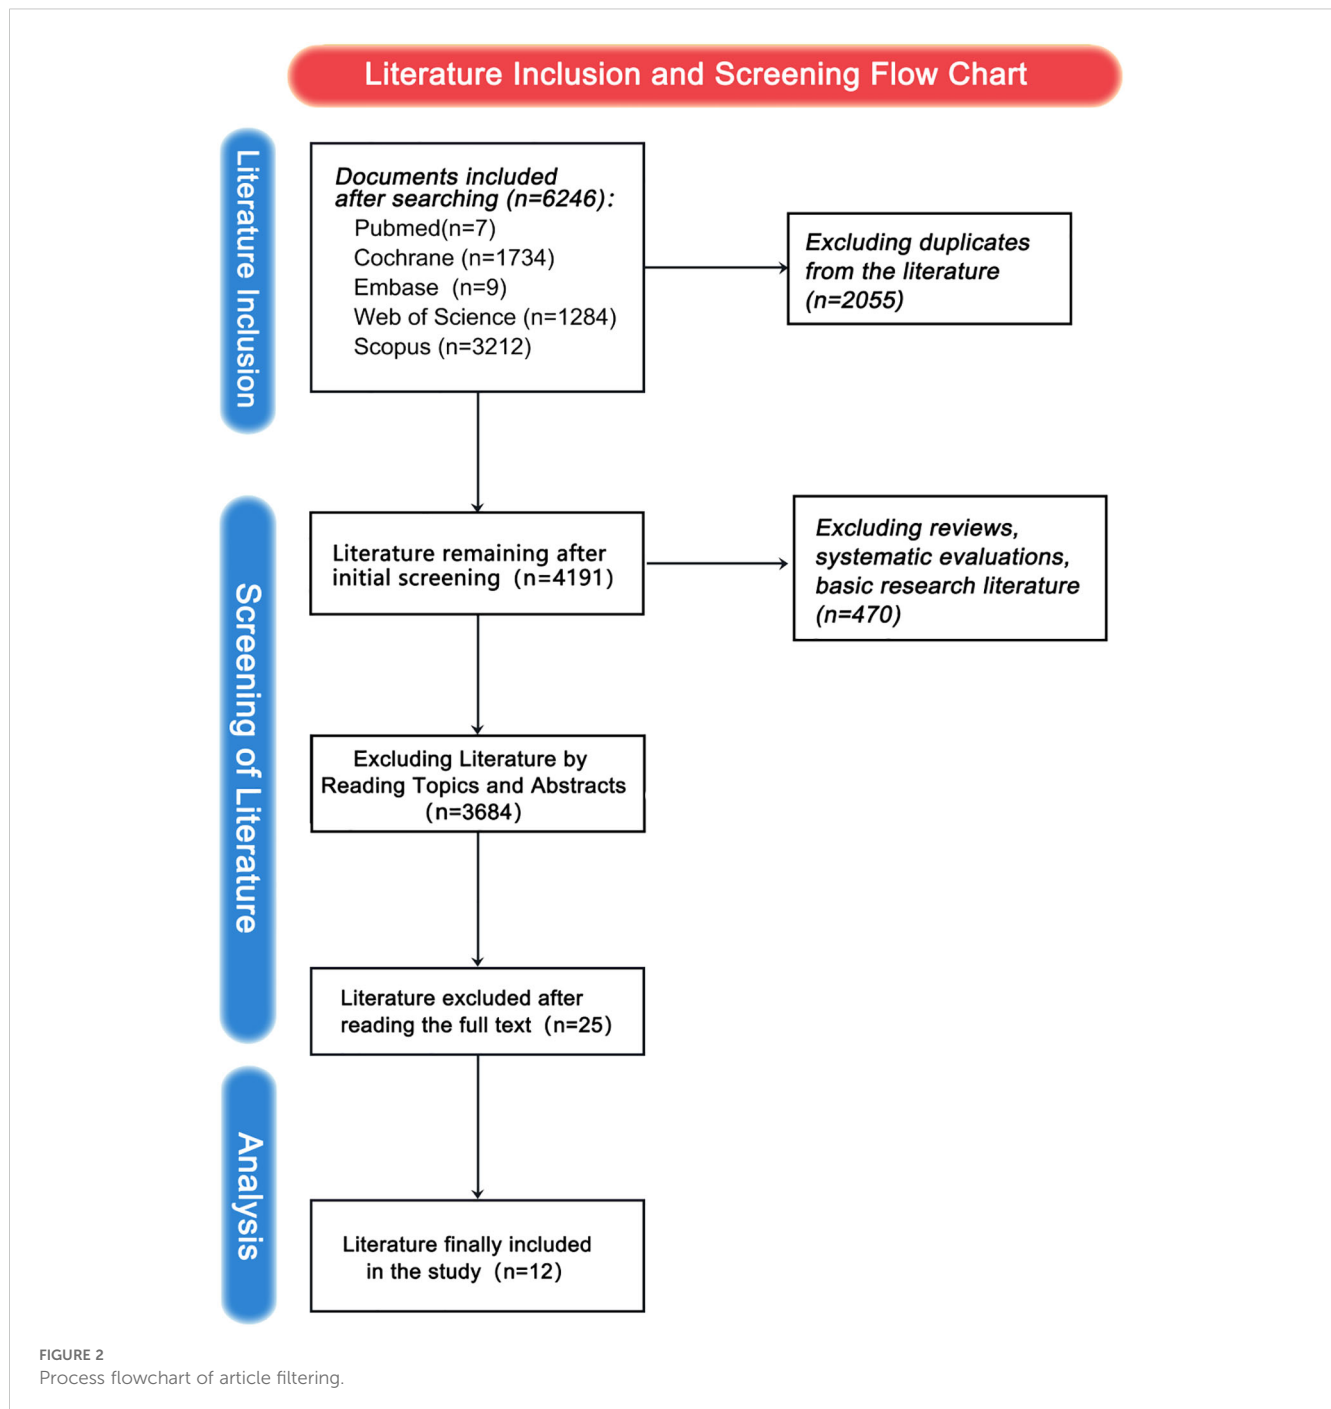 Literature Inclusion and Screening Flow Chart
Literature Inclusion
Documents included
after searching (n=6246):
Pubmed(n=7)
Cochrane (n=1734)
Embase (n=9)
Web of Science (n=1284)
Scopus (n=3212)
Excluding duplicates
from the literature
(n=2055)
Screening of Literature
Literature remaining after
initial screening (n=4191)
Excluding reviews,
systematic evaluations,
basic research literature
(n=470)
Excluding Literature by
Reading Topics and Abstracts
(n=3684)
Literature excluded after
reading the full text (n=25)
Analysis
Literature finally included
in the study (n=12)
FIGURE 2
Process flowchart of article filtering.